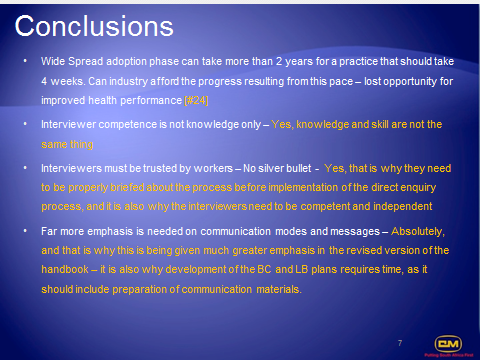 Conclusions
• Wide Spread adoption phase can take more than 2 years for a practice that should take
4 weeks. Can industry afford the progress resulting from this pace – lost opportunity for
improved health performance [#24]
• Interviewer competence is not knowledge only – Yes, knowledge and skill are not the
same thing
• Interviewers must be trusted by workers – No silver bullet - Yes, that is why they need
to be properly briefed about the process before implementation of the direct enquiry
process, and it is also why the interviewers need to be competent and independent
• Far more emphasis is needed on communication modes and messages – Absolutely,
and that is why this is being given much greater emphasis in the revised version of the
handbook – it is also why development of the BC and LB plans requires time, as it
should include preparation of communication materials.
7
CM
Putting South Africa First